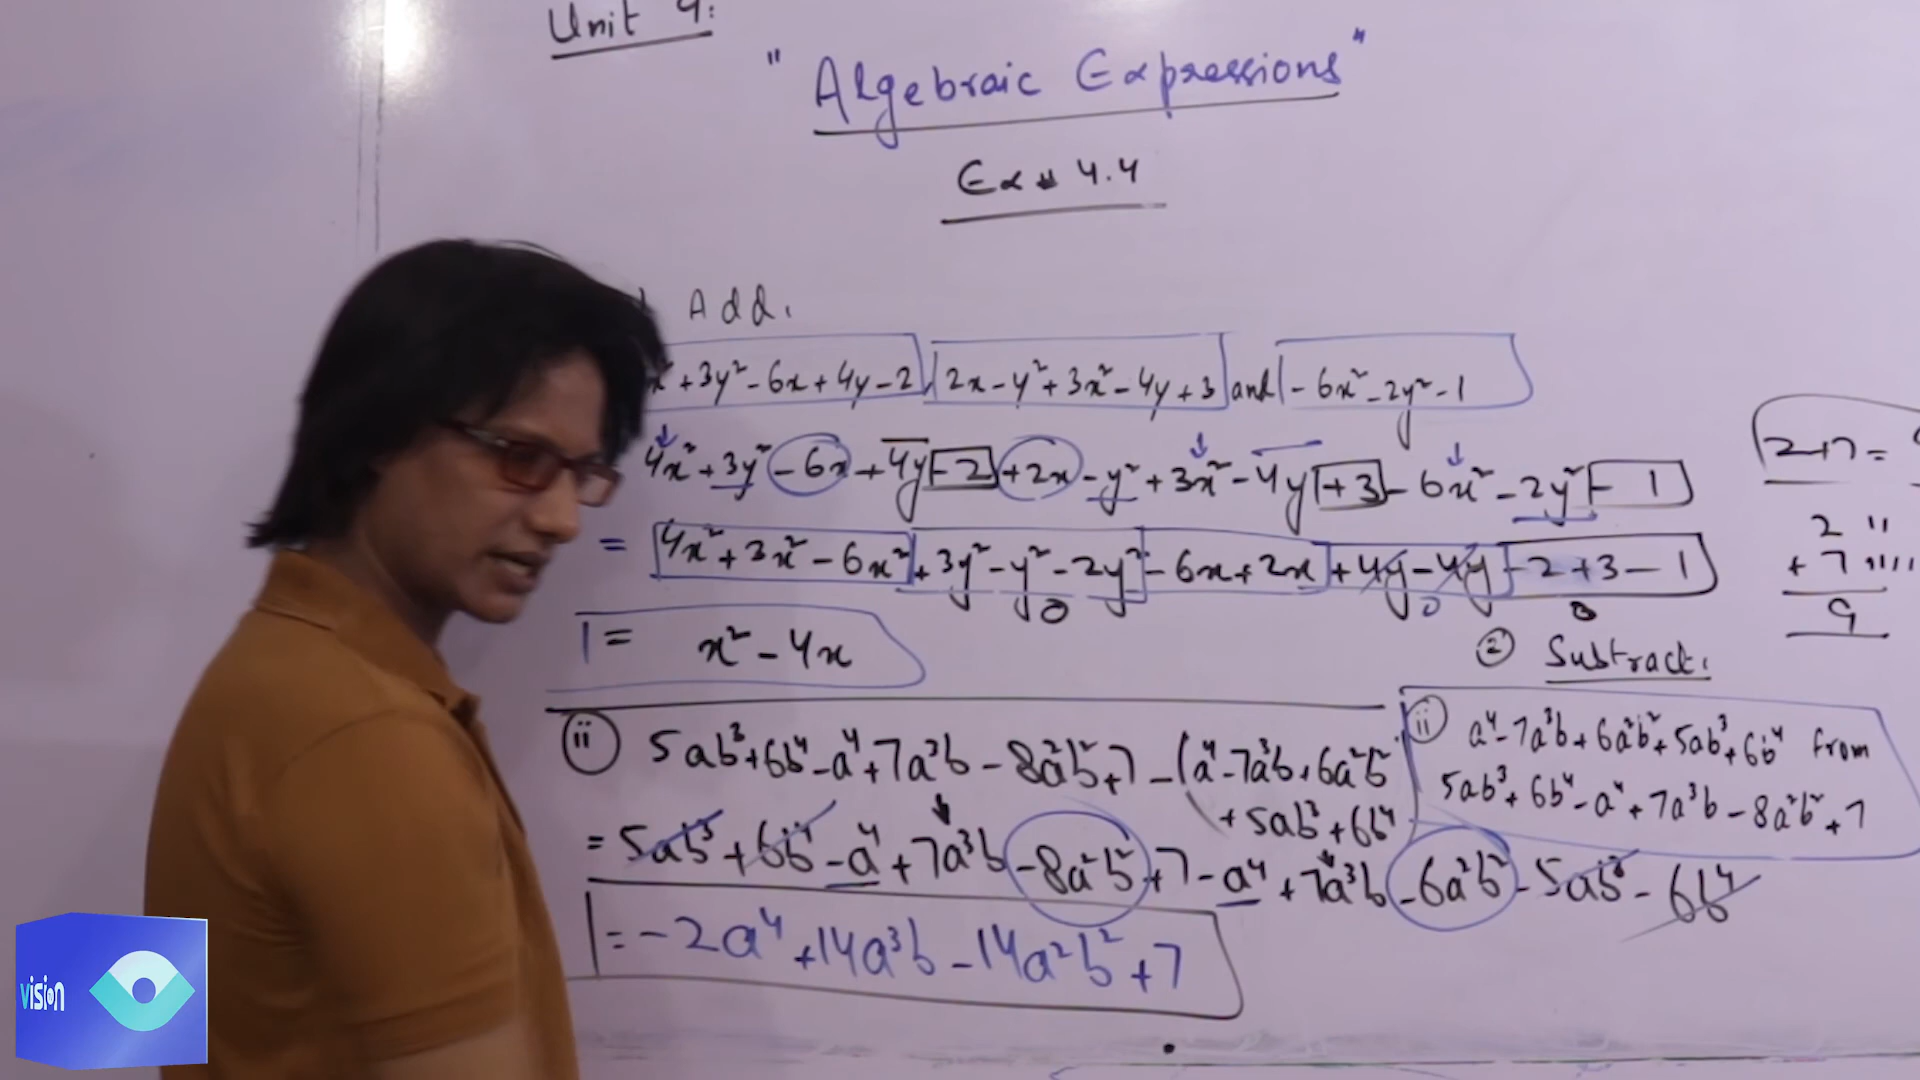 Unit 4:
"Algebraic Expressions"
Ex# 4.4
Add.
x² + 3y² - 6x + 4y - 2, 2x - y² + 3x² - 4y + 3 and - 6x² - 2y² - 1
4x² + 3y² - 6x + 4y - 2 + 2x - y² + 3x² - 4y + 3 - 6x² - 2y² - 1
= 4x² + 3x² - 6x² + 3y² - y² - 2y² - 6x + 2x + 4y - 4y - 2 + 3 - 1
0 0 0
= x² - 4x
2+7=
2 "
+ 7 """
9
② Subtract:
(ii) a⁴ - 7a³b + 6a²b² + 5ab³ + 6b⁴ from
5ab³ + 6b⁴ - a⁴ + 7a³b - 8a²b² + 7
(ii) 5ab³ + 6b⁴ - a⁴ + 7a³b - 8a²b² + 7 - (a⁴ - 7a³b + 6a²b²
+ 5ab³ + 6b⁴
= 5ab³ + 6b⁴ - a⁴ + 7a³b - 8a²b² + 7 - a⁴ + 7a³b - 6a²b² - 5ab³ - 6b⁴
= - 2a⁴ + 14a³b - 14a²b² + 7
vision